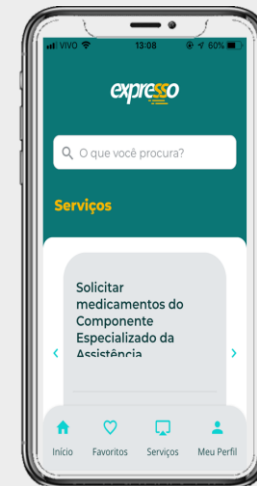 VIVO 13:08 60%
expresso
O que você procura?
Serviços
Solicitar
medicamentos do
Componente
Especializado da
Assistência
Início Favoritos Serviços Meu Perfil